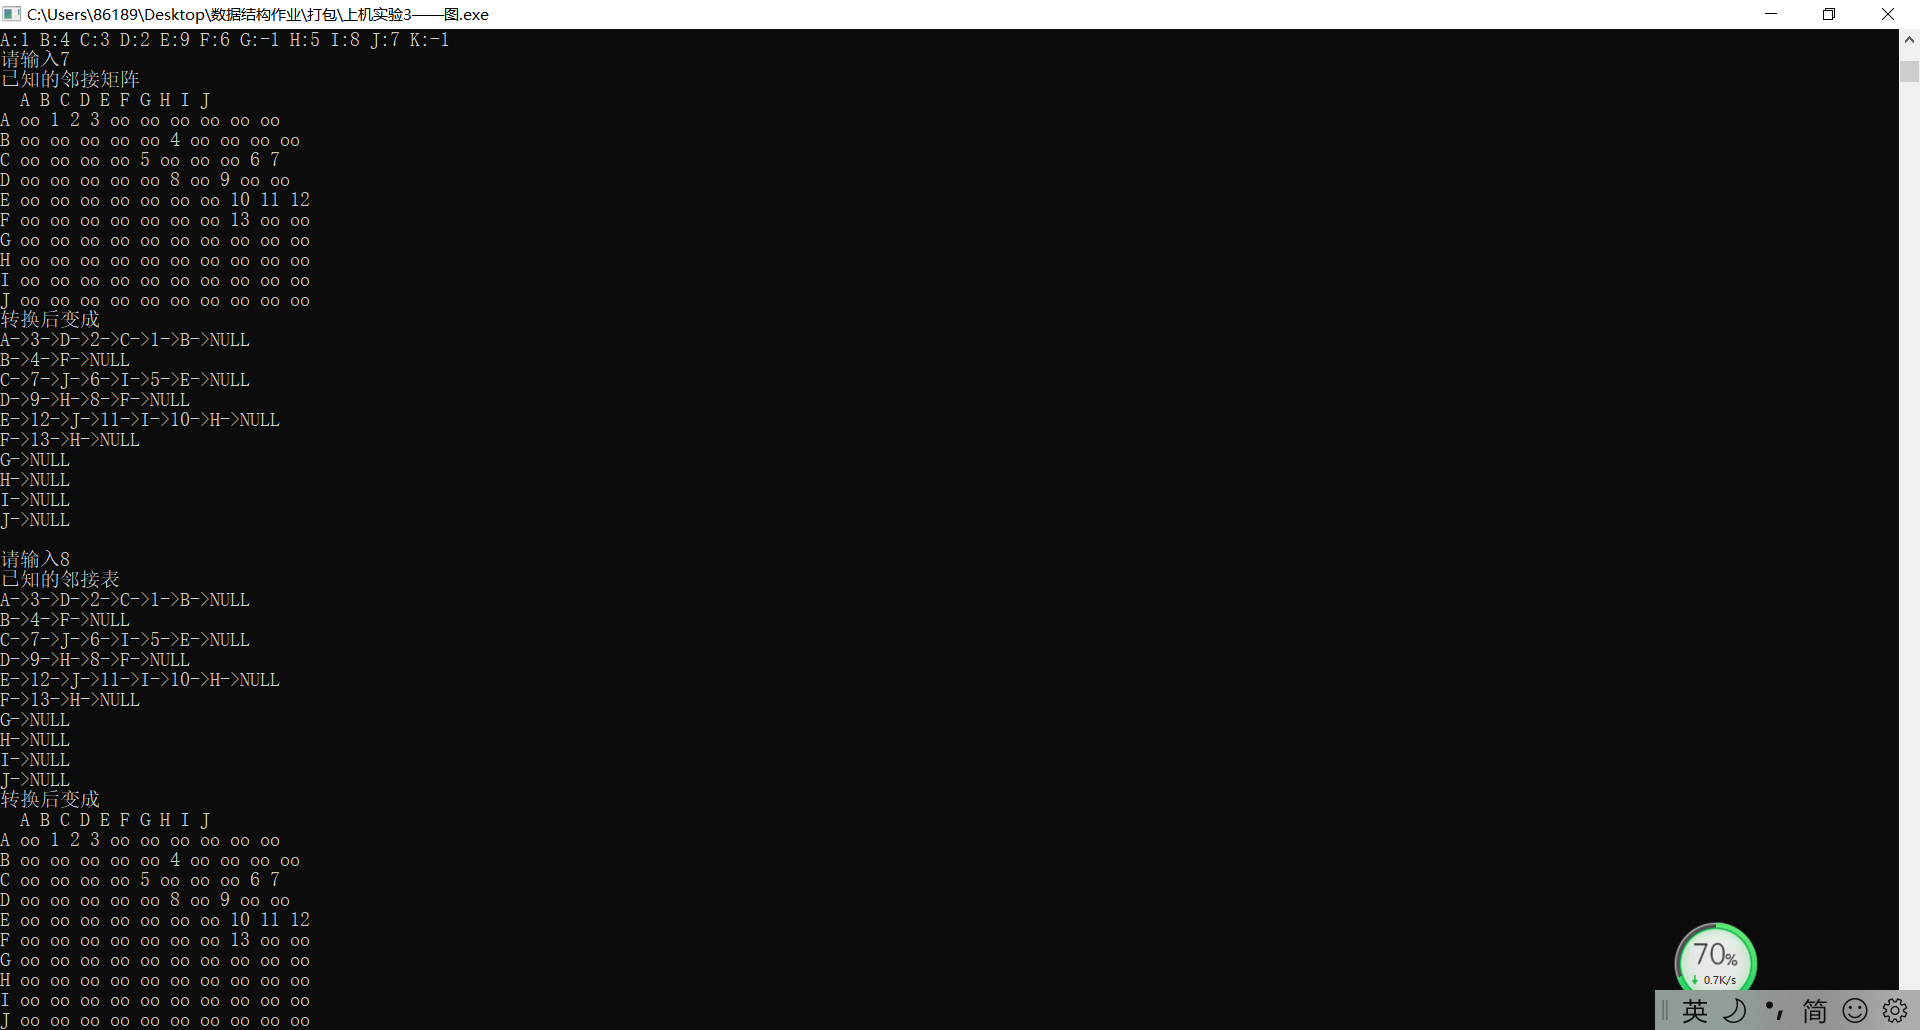 C:\Users\86189\Desktop\数据结构作业\打包\上机实验3——图.exe
A:1 B:4 C:3 D:2 E:9 F:6 G:-1 H:5 I:8 J:7 K:-1
请输入7
已知的邻接矩阵
  A B C D E F G H I J
A oo 1 2 3 oo oo oo oo oo oo
B oo oo oo oo oo 4 oo oo oo oo
C oo oo oo oo 5 oo oo oo 6 7
D oo oo oo oo oo 8 oo 9 oo oo
E oo oo oo oo oo oo oo 10 11 12
F oo oo oo oo oo oo oo 13 oo oo
G oo oo oo oo oo oo oo oo oo oo
H oo oo oo oo oo oo oo oo oo oo
I oo oo oo oo oo oo oo oo oo oo
J oo oo oo oo oo oo oo oo oo oo
转换后变成
A->3->D->2->C->1->B->NULL
B->4->F->NULL
C->7->J->6->I->5->E->NULL
D->9->H->8->F->NULL
E->12->J->11->I->10->H->NULL
F->13->H->NULL
G->NULL
H->NULL
I->NULL
J->NULL
请输入8
已知的邻接表
A->3->D->2->C->1->B->NULL
B->4->F->NULL
C->7->J->6->I->5->E->NULL
D->9->H->8->F->NULL
E->12->J->11->I->10->H->NULL
F->13->H->NULL
G->NULL
H->NULL
I->NULL
J->NULL
转换后变成
  A B C D E F G H I J
A oo 1 2 3 oo oo oo oo oo oo
B oo oo oo oo oo 4 oo oo oo oo
C oo oo oo oo 5 oo oo oo 6 7
D oo oo oo oo oo 8 oo 9 oo oo
E oo oo oo oo oo oo oo 10 11 12
F oo oo oo oo oo oo oo 13 oo oo
G oo oo oo oo oo oo oo oo oo oo
H oo oo oo oo oo oo oo oo oo oo
I oo oo oo oo oo oo oo oo oo oo
J oo oo oo oo oo oo oo oo oo oo
70%
0.7K/s
英 简